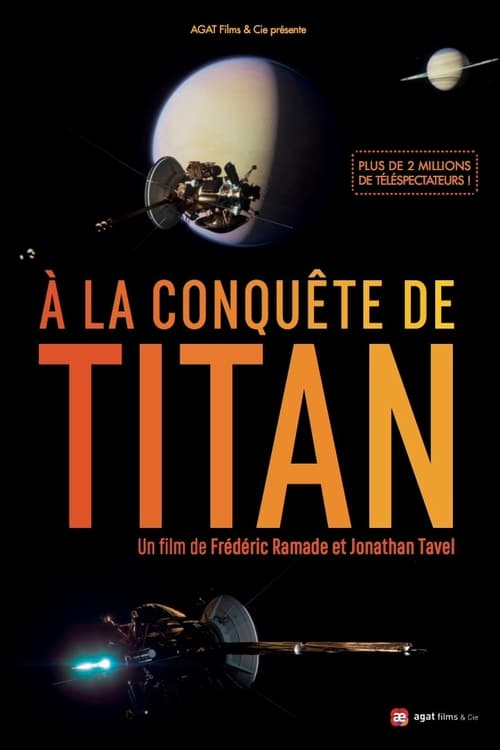 AGAT Films & Cie présente
PLUS DE 2 MILLIONS
DE TÉLÉSPECTATEURS !
À LA CONQUÊTE DE
TITAN
Un film de Frédéric Ramade et Jonathan Tavel
æ agat films & Cie